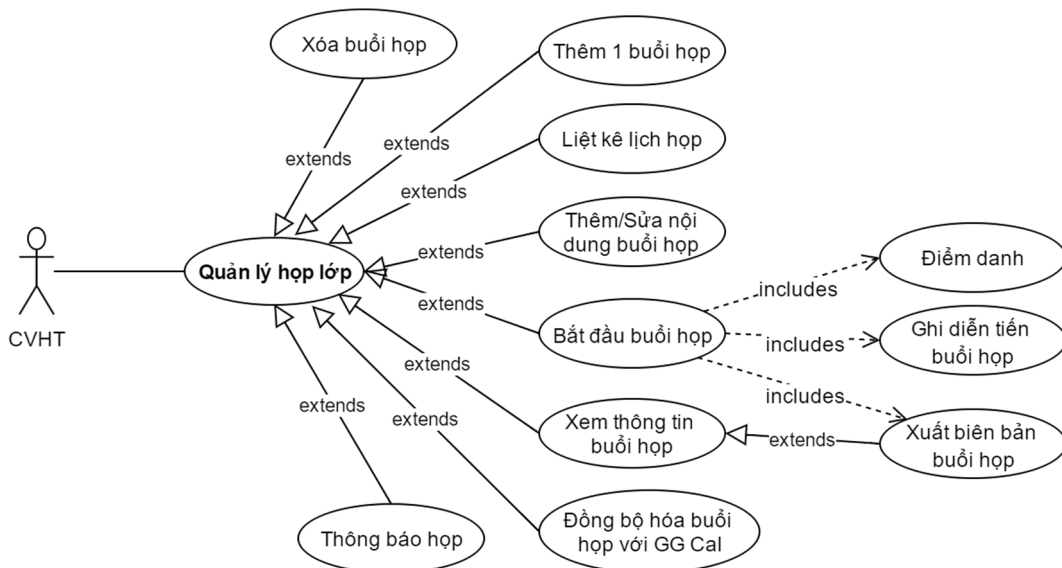 Xóa buổi họp
Thêm 1 buổi họp
Liệt kê lịch họp
extends
extends
extends
Thêm/Sửa nội
dung buổi họp
extends
Quản lý họp lớp
CVHT
extends
Bắt đầu buổi họp
includes
Điểm danh
includes
Ghi diễn tiến
buổi họp
includes
extends
Xem thông tin
buổi họp
extends
Xuất biên bản
buổi họp
extends
extends
Thông báo họp
Đồng bộ hóa buổi
họp với GG Cal